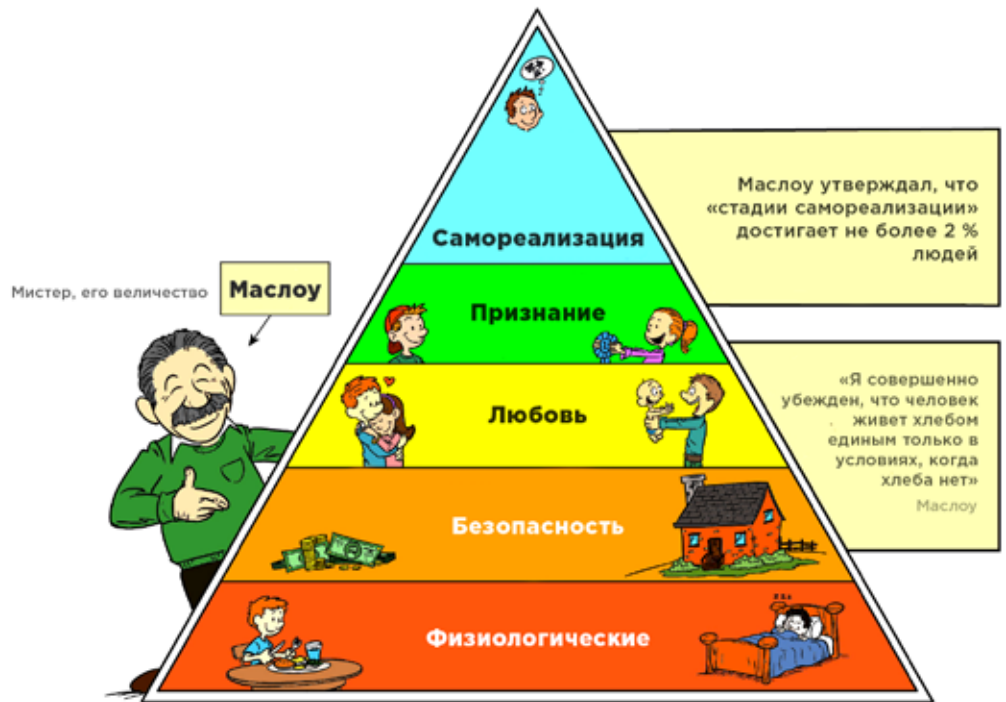 Самореализация
Признание
Любовь
Безопасность
Физиологические
Мистер, его величество
Маслоу
Маслоу утверждал, что
«стадии самореализации»
достигает не более 2 %
людей
«Я совершенно
убежден, что человек
. живет хлебом
единым только в
условиях, когда
хлеба нет»
Маслоу